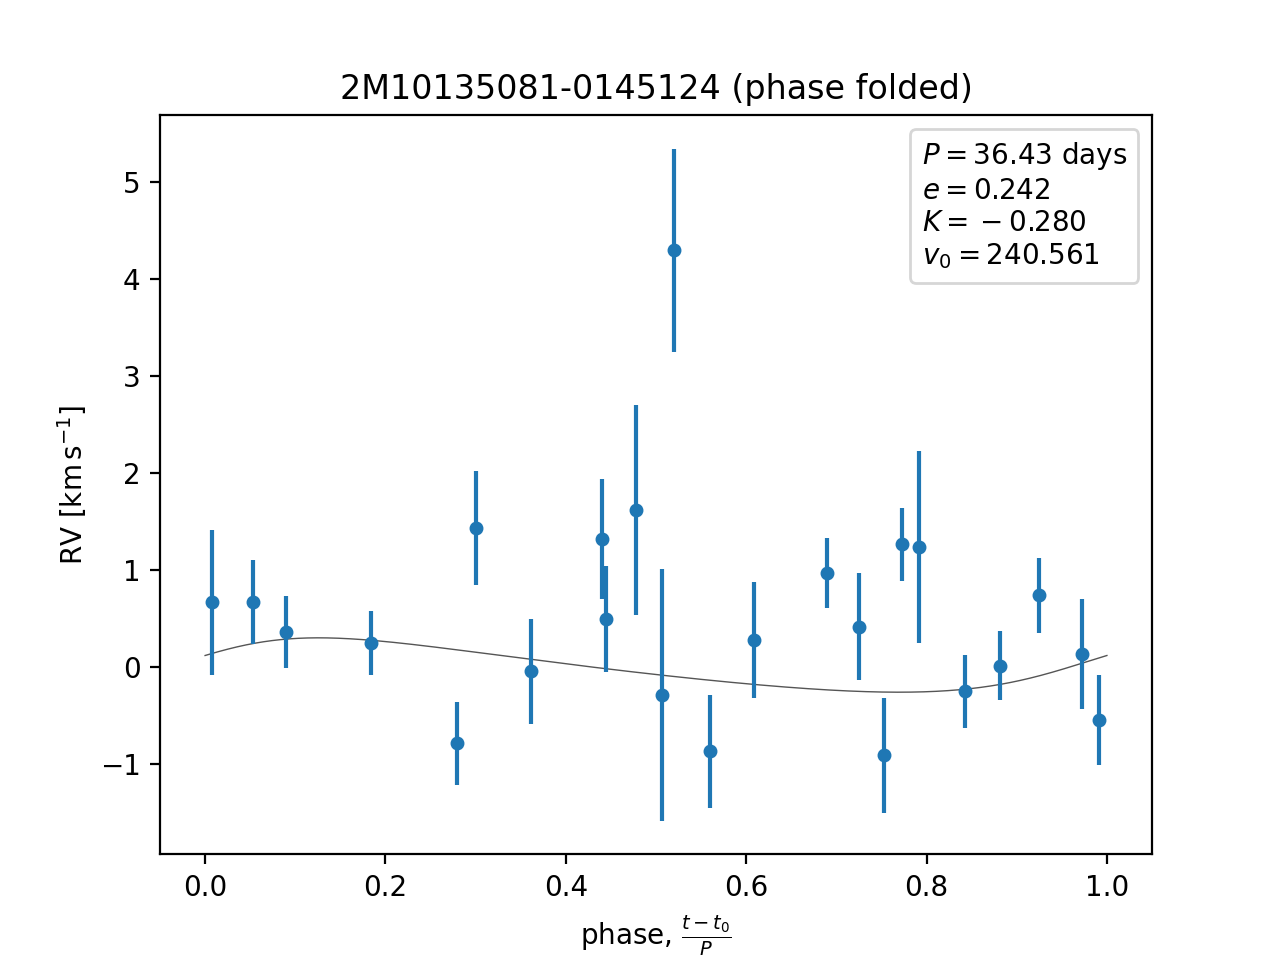 2M10135081-0145124 (phase folded)
P = 36.43 days
e = 0.242
K = −0.280
v₀ = 240.561
RV [km s⁻¹]
5
4
3
2
1
0
−1
0.0 0.2 0.4 0.6 0.8 1.0
phase, (t − t₀)/P